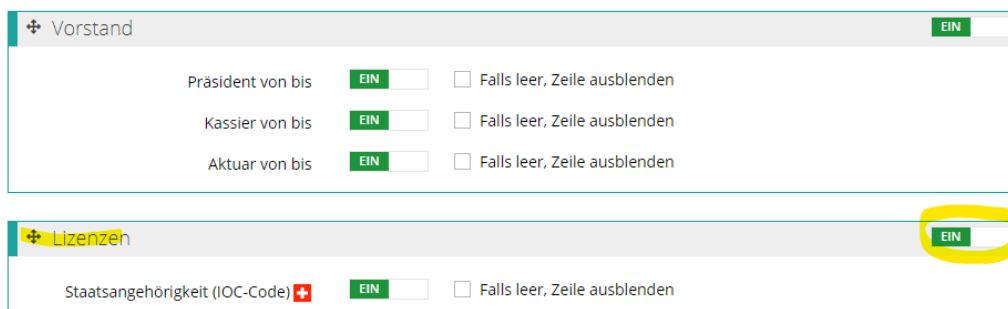 Vorstand EIN
Präsident von bis EIN Falls leer, Zeile ausblenden
Kassier von bis EIN Falls leer, Zeile ausblenden
Aktuar von bis EIN Falls leer, Zeile ausblenden
Lizenzen EIN
Staatsangehörigkeit (IOC-Code) EIN Falls leer, Zeile ausblenden